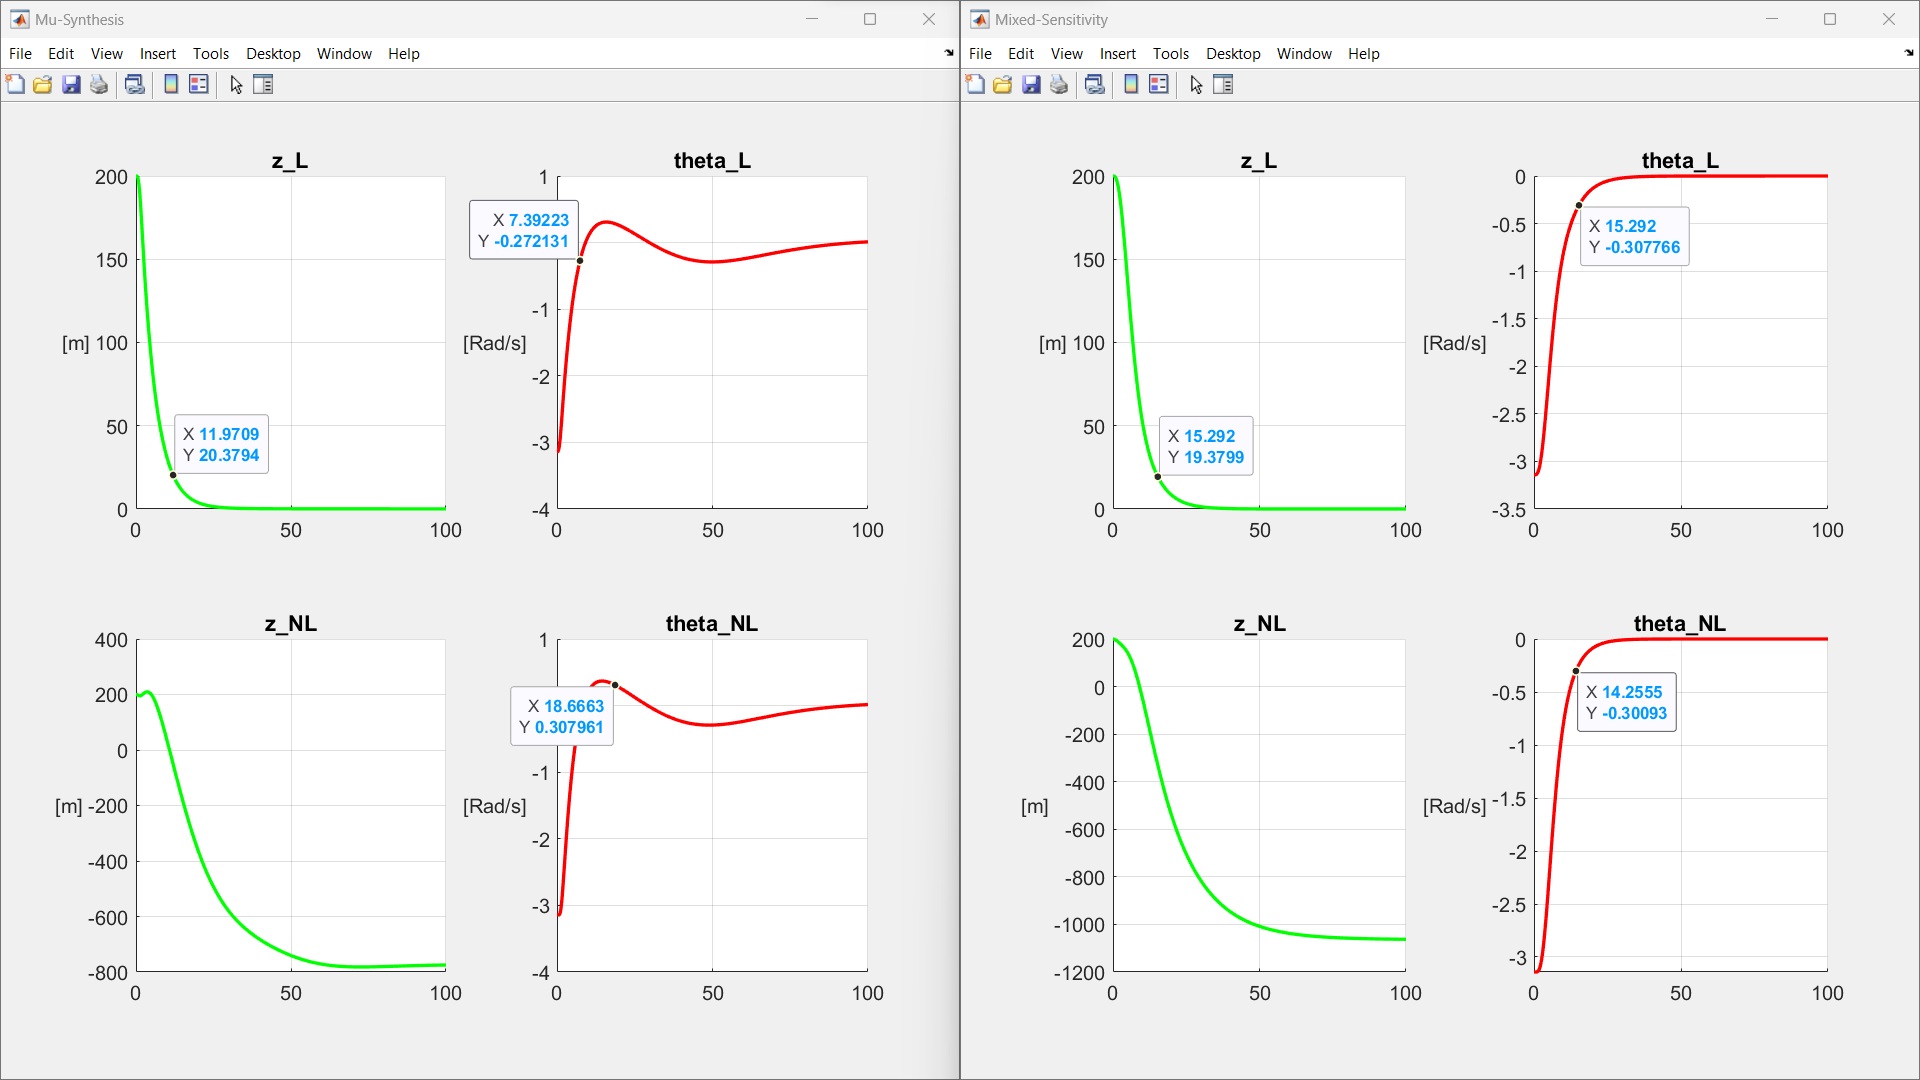 Mu-Synthesis
File Edit View Insert Tools Desktop Window Help
z_L
200
150
[m] 100
50
0
0 50 100
X 11.9709
Y 20.3794
theta_L
1
-1
[Rad/s]
-2
-3
-4
0 50 100
X 7.39223
Y -0.272131
z_NL
400
200
0
[m] -200
-400
-600
-800
0 50 100
theta_NL
1
-1
[Rad/s]
-2
-3
-4
0 50 100
X 18.6663
Y 0.307961
Mixed-Sensitivity
File Edit View Insert Tools Desktop Window Help
z_L
200
150
[m] 100
50
0
0 50 100
X 15.292
Y 19.3799
theta_L
0
-0.5
-1
-1.5
[Rad/s]
-2
-2.5
-3
-3.5
0 50 100
X 15.292
Y -0.307766
z_NL
200
0
-200
-400
[m]
-600
-800
-1000
-1200
0 50 100
theta_NL
0
-0.5
-1
[Rad/s] -1.5
-2
-2.5
-3
0 50 100
X 14.2555
Y -0.30093